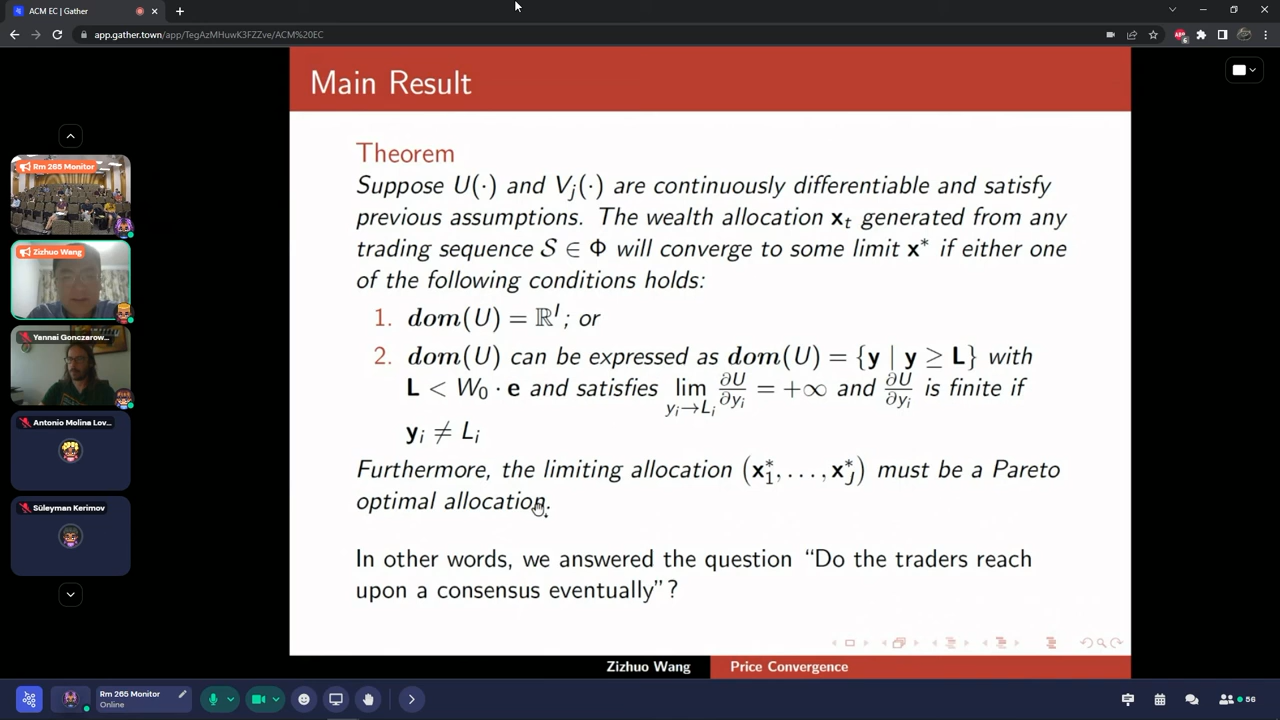 ACM EC | Gather
app.gather.town/app/TegAzMHuwK3FZZve/ACM%20EC
Main Result
Rm 265 Monitor
Zizhuo Wang
Yannai Gonczarow...
Antonio Molina Lov...
Süleyman Kerimov
Theorem
Suppose U(·) and V_j(·) are continuously differentiable and satisfy
previous assumptions. The wealth allocation x_t generated from any
trading sequence S ∈ Φ will converge to some limit x* if either one
of the following conditions holds:
1. dom(U) = ℝ^I; or
2. dom(U) can be expressed as dom(U) = {y | y ≥ L} with
L < W_0 · e and satisfies lim_{y_i→L_i} ∂U/∂y_i = +∞ and ∂U/∂y_i is finite if
y_i ≠ L_i
Furthermore, the limiting allocation (x_1^*, . . . , x_J^*) must be a Pareto
optimal allocation.
In other words, we answered the question “Do the traders reach
upon a consensus eventually”?
Zizhuo Wang
Price Convergence
Rm 265 Monitor
Online
56